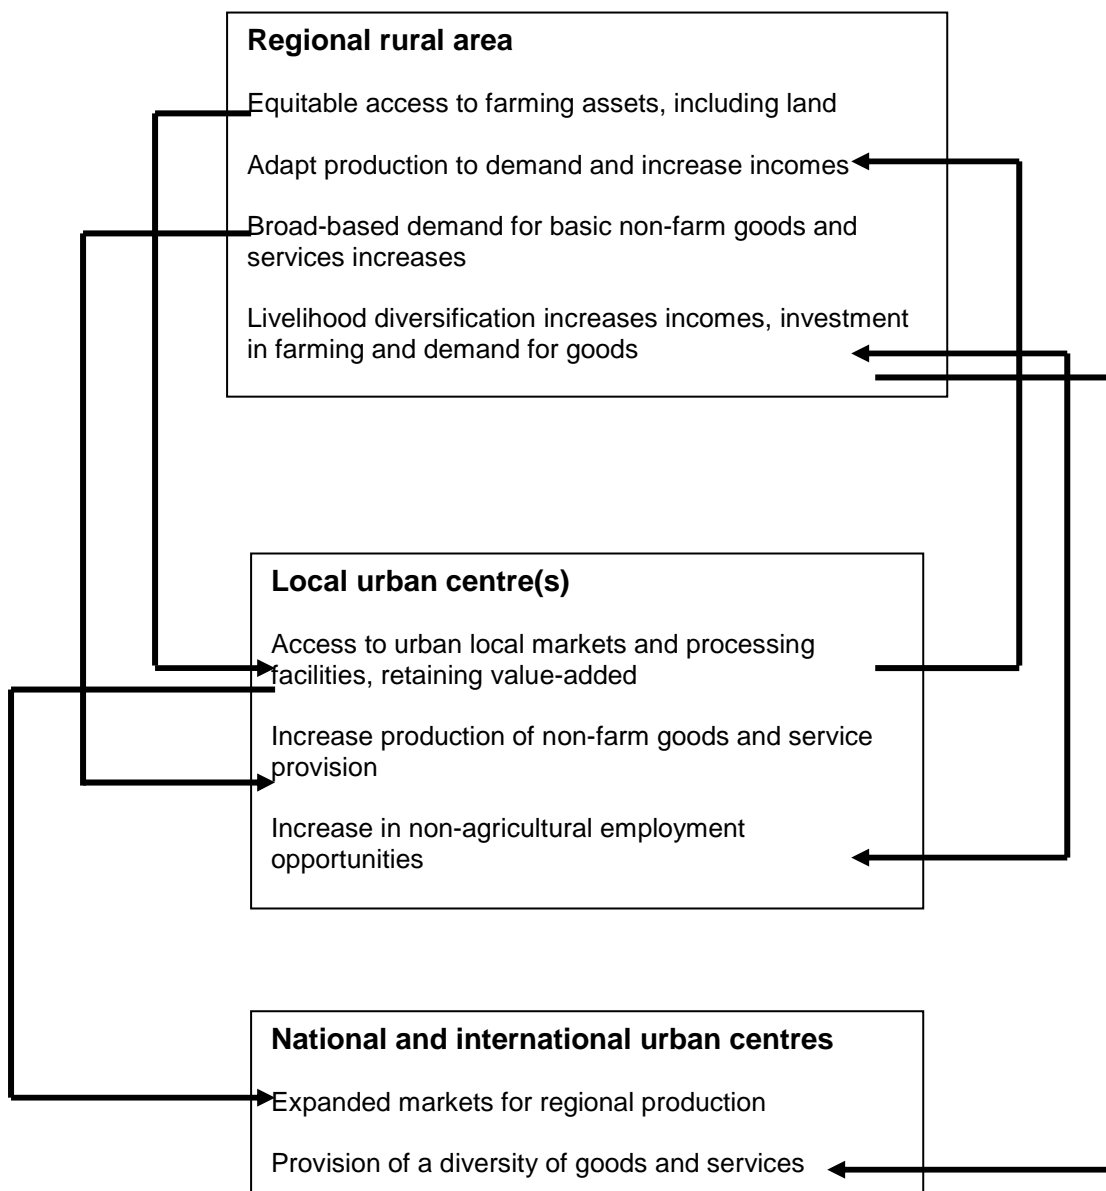 Regional rural area
Equitable access to farming assets, including land
Adapt production to demand and increase incomes
Broad-based demand for basic non-farm goods and
services increases
Livelihood diversification increases incomes, investment
in farming and demand for goods
Local urban centre(s)
Access to urban local markets and processing
facilities, retaining value-added
Increase production of non-farm goods and service
provision
Increase in non-agricultural employment
opportunities
National and international urban centres
Expanded markets for regional production
Provision of a diversity of goods and services